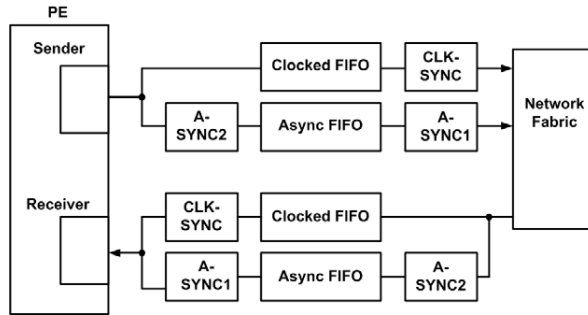 PE
Sender
Clocked FIFO
CLK-
SYNC
A-
SYNC2
Async FIFO
A-
SYNC1
Network
Fabric
Receiver
CLK-
SYNC
Clocked FIFO
A-
SYNC1
Async FIFO
A-
SYNC2